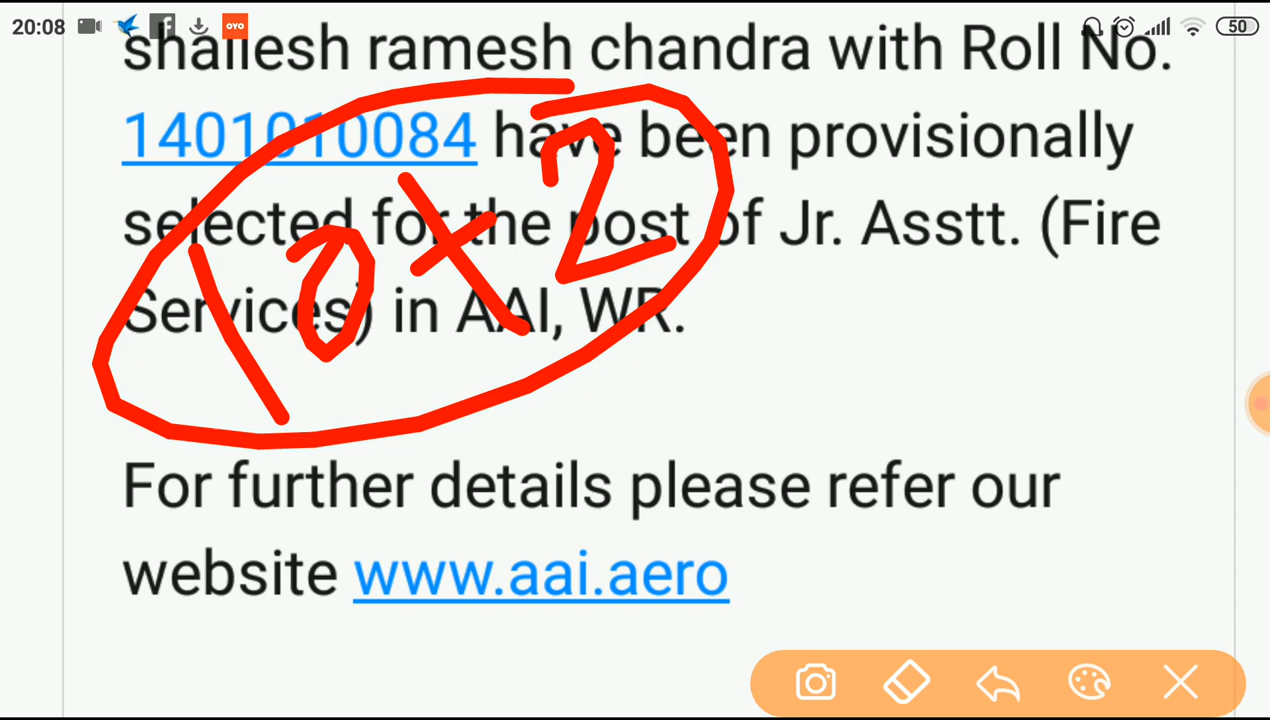 20:08 OYO 50
shailesh ramesh chandra with Roll No.
1401010084 have been provisionally
selected for the post of Jr. Asstt. (Fire
Services) in AAI, WR.
10+2
For further details please refer our
website www.aai.aero